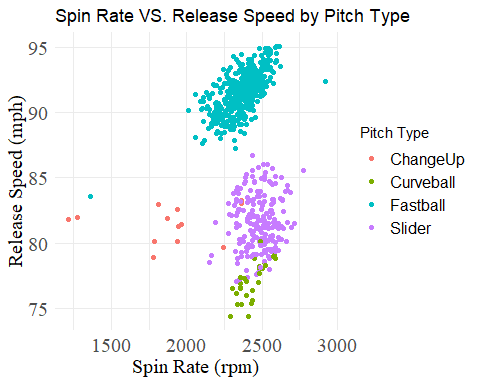 Spin Rate VS. Release Speed by Pitch Type
95
90
85
80
75
Release Speed (mph)
1500 2000 2500 3000
Spin Rate (rpm)
Pitch Type
ChangeUp
Curveball
Fastball
Slider